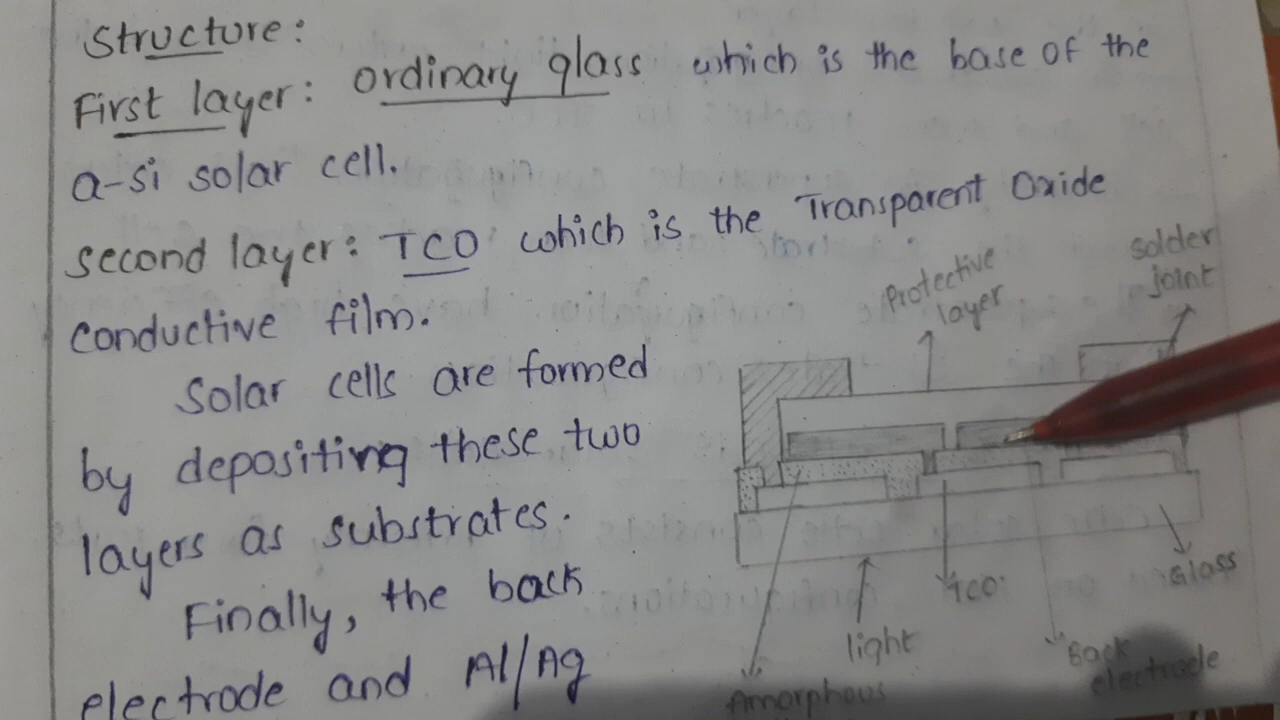 Structure:
First layer: ordinary glass which is the base of the
a-si solar cell.
second layer: TCO which is the Transparent Oxide
conductive film.
Solar cells are formed
by depositing these two
layers as substrates.
Finally, the back
electrode and Al/Ag
Protective
layer
solder
joint
TCO
Glass
light
Back
electrode
Amorphous